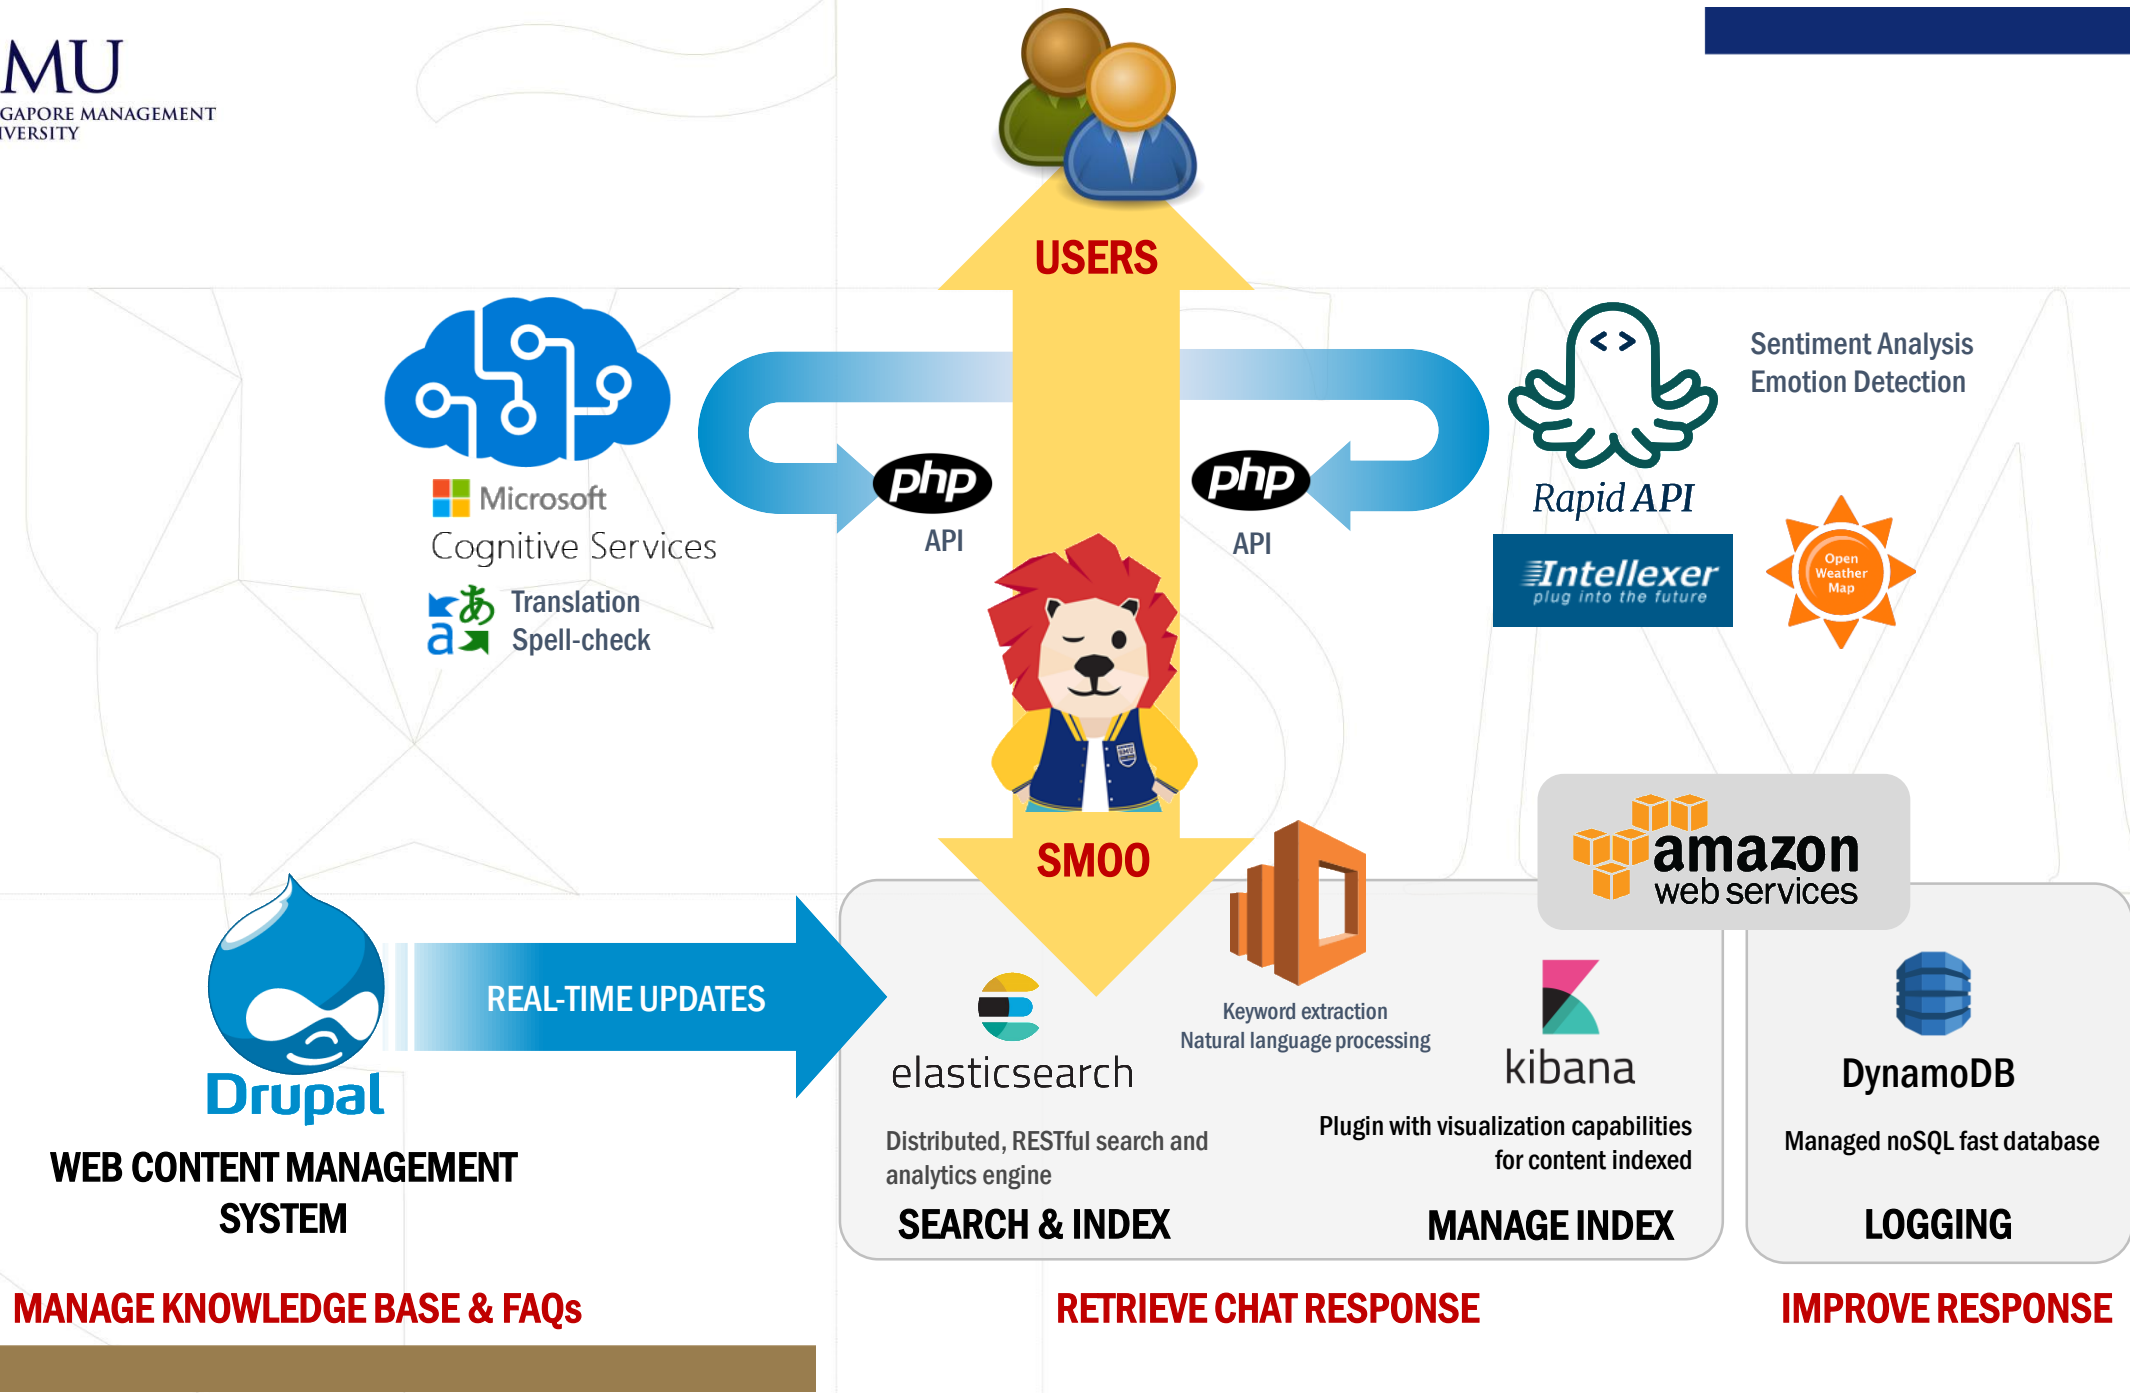 MU
GAPORE MANAGEMENT
IVERSITY
USERS
Microsoft
Cognitive Services
あ
a
Translation
Spell-check
php
API
php
API
< >
Rapid API
Sentiment Analysis
Emotion Detection
Intellexer
plug into the future
Open
Weather
Map
SMU
SMOO
amazon
web services
Drupal
REAL-TIME UPDATES
WEB CONTENT MANAGEMENT
SYSTEM
elasticsearch
Distributed, RESTful search and
analytics engine
SEARCH & INDEX
Keyword extraction
Natural language processing
kibana
Plugin with visualization capabilities
for content indexed
MANAGE INDEX
DynamoDB
Managed noSQL fast database
LOGGING
MANAGE KNOWLEDGE BASE & FAQs
RETRIEVE CHAT RESPONSE
IMPROVE RESPONSE